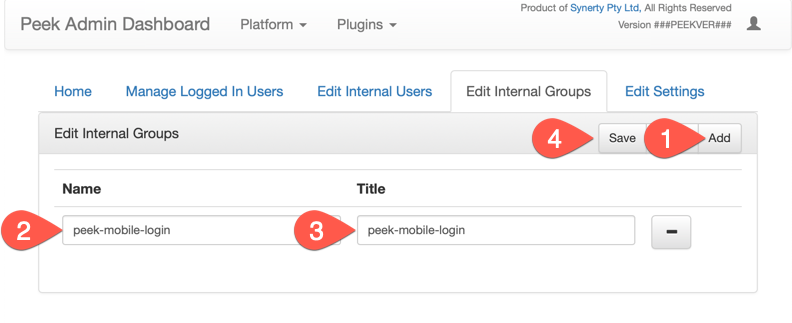 Product of Synerty Pty Ltd, All Rights Reserved
Peek Admin Dashboard Platform Plugins Version ###PEEKVER###
Home Manage Logged In Users Edit Internal Users Edit Internal Groups Edit Settings
Edit Internal Groups 4 Save 1 Add
Name Title
2 peek-mobile-login 3 peek-mobile-login